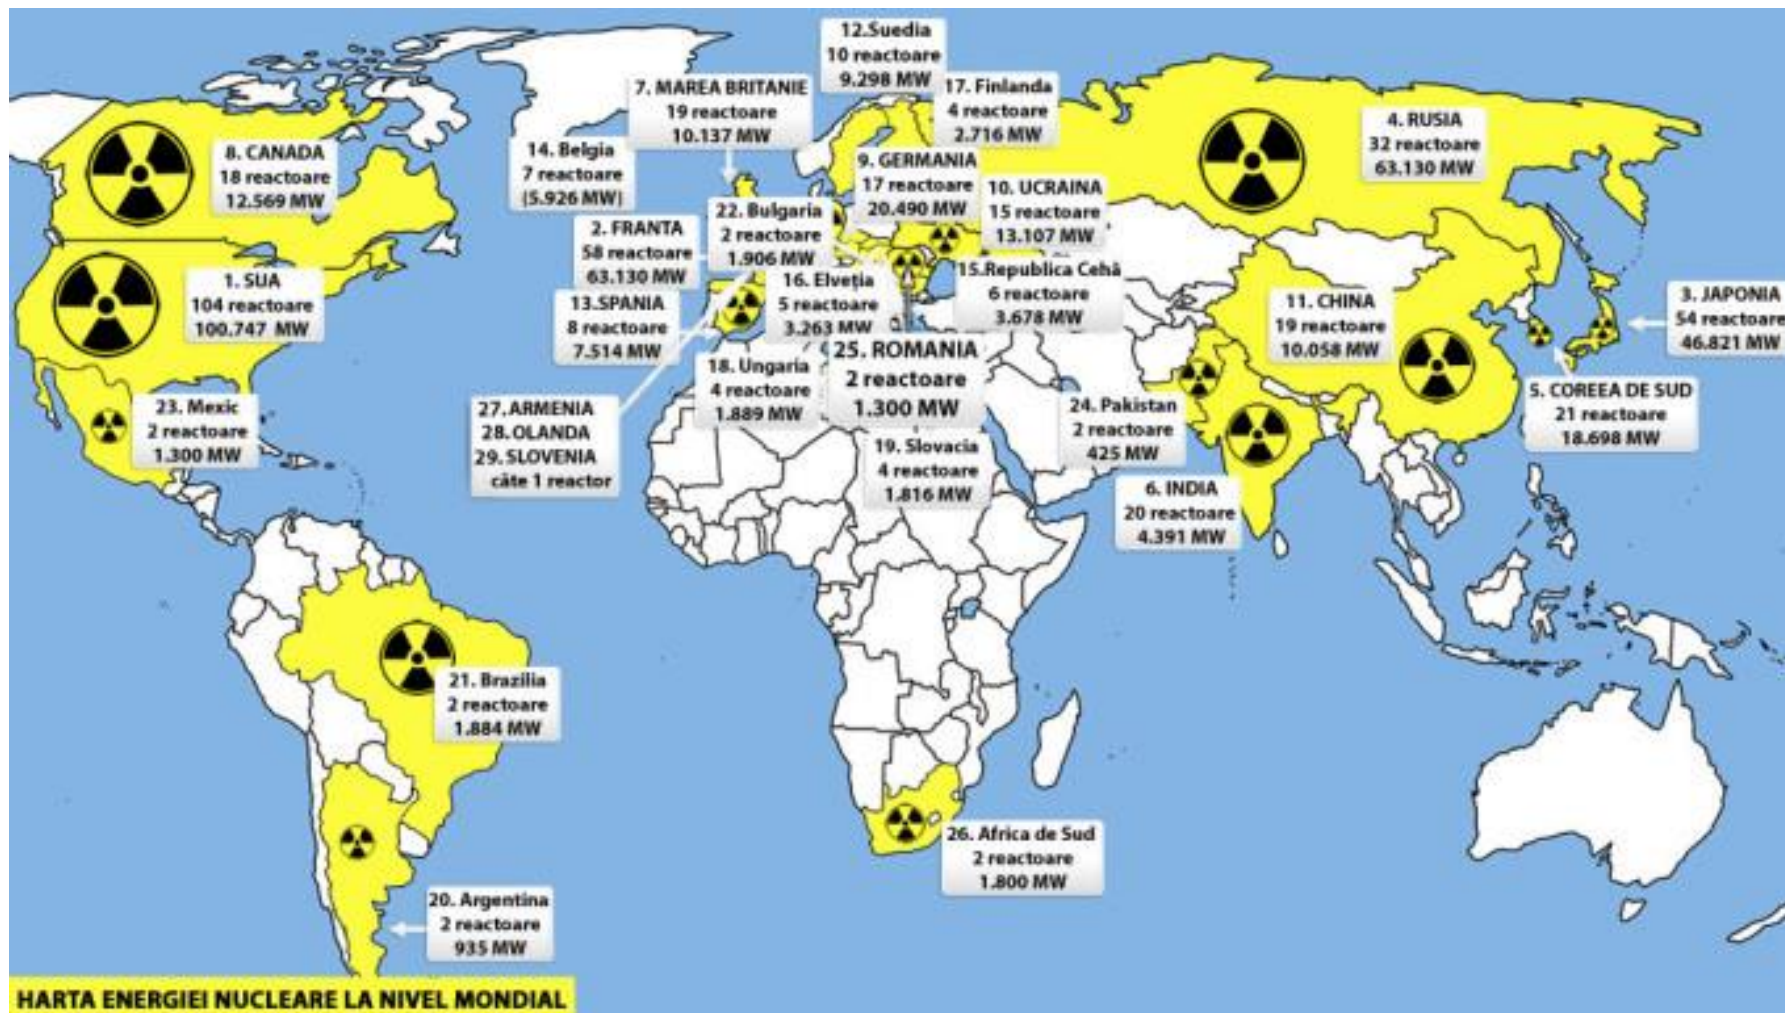 12.Suedia
10 reactoare
9.298 MW
7. MAREA BRITANIE
19 reactoare
10.137 MW
17. Finlanda
4 reactoare
2.716 MW
4. RUSIA
32 reactoare
63.130 MW
8. CANADA
18 reactoare
12.569 MW
14. Belgia
7 reactoare
(5.926 MW)
9. GERMANIA
17 reactoare
20.490 MW
10. UCRAINA
15 reactoare
13.107 MW
22. Bulgaria
2 reactoare
1.906 MW
2. FRANTA
58 reactoare
63.130 MW
1. SUA
104 reactoare
100.747 MW
16. Elveția
5 reactoare
3.263 MW
15.Republica Cehă
6 reactoare
3.678 MW
13.SPANIA
8 reactoare
7.514 MW
11. CHINA
19 reactoare
10.058 MW
3. JAPONIA
54 reactoare
46.821 MW
25. ROMANIA
2 reactoare
1.300 MW
18. Ungaria
4 reactoare
1.889 MW
5. COREEA DE SUD
21 reactoare
18.698 MW
23. Mexic
2 reactoare
1.300 MW
27. ARMENIA
28. OLANDA
29. SLOVENIA
câte 1 reactor
24. Pakistan
2 reactoare
425 MW
19. Slovacia
4 reactoare
1.816 MW
6. INDIA
20 reactoare
4.391 MW
21. Brazilia
2 reactoare
1.884 MW
26. Africa de Sud
2 reactoare
1.800 MW
20. Argentina
2 reactoare
935 MW
HARTA ENERGIEI NUCLEARE LA NIVEL MONDIAL